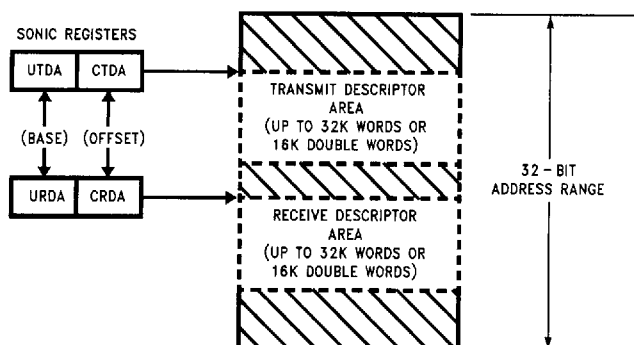 SONIC REGISTERS
UTDA CTDA
(BASE) (OFFSET)
URDA CRDA
TRANSMIT DESCRIPTOR
AREA
(UP TO 32K WORDS OR
16K DOUBLE WORDS)
RECEIVE DESCRIPTOR
AREA
(UP TO 32K WORDS OR
16K DOUBLE WORDS)
32-BIT
ADDRESS RANGE